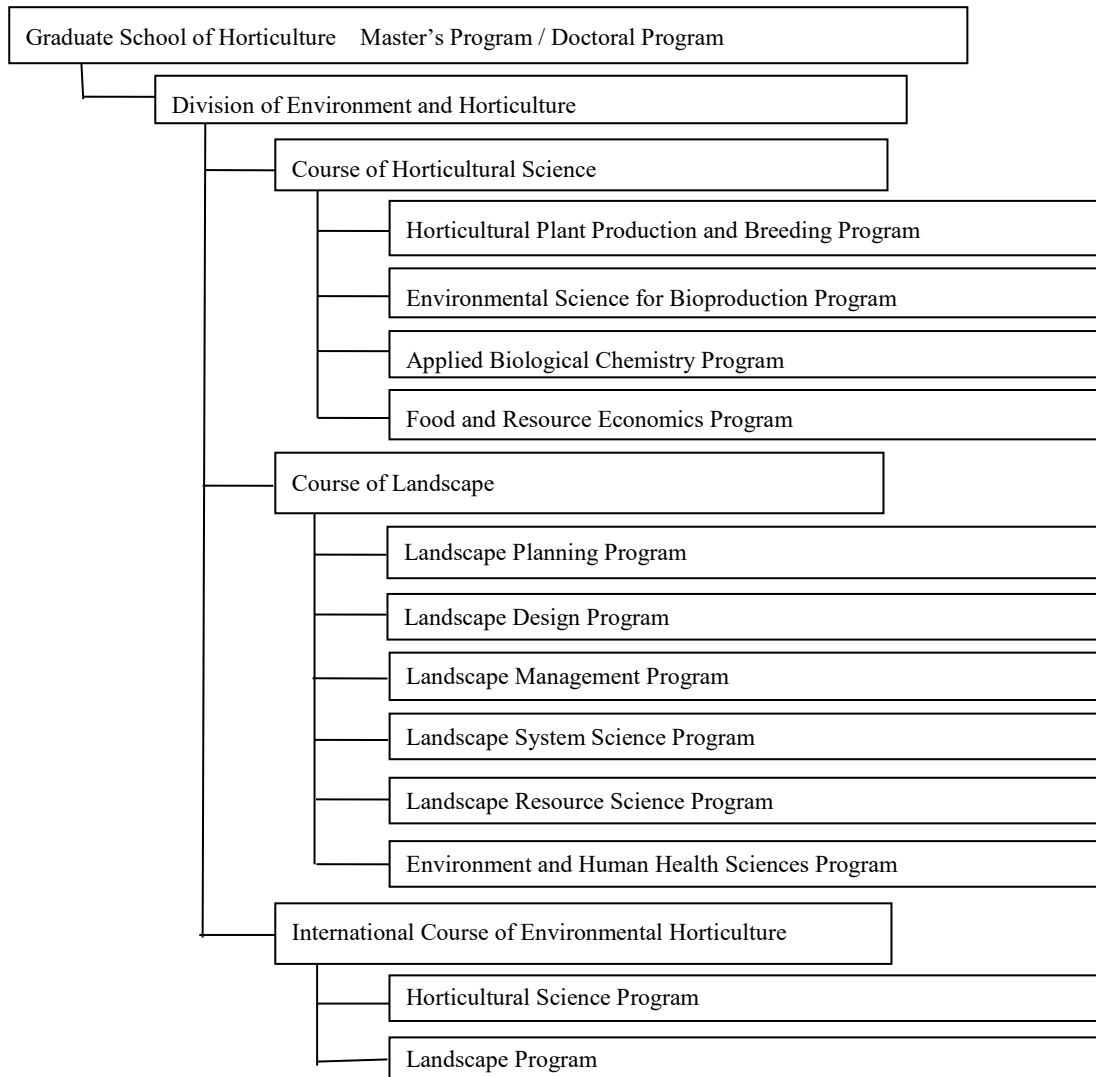 Graduate School of Horticulture Master’s Program / Doctoral Program
Division of Environment and Horticulture
Course of Horticultural Science
Horticultural Plant Production and Breeding Program
Environmental Science for Bioproduction Program
Applied Biological Chemistry Program
Food and Resource Economics Program
Course of Landscape
Landscape Planning Program
Landscape Design Program
Landscape Management Program
Landscape System Science Program
Landscape Resource Science Program
Environment and Human Health Sciences Program
International Course of Environmental Horticulture
Horticultural Science Program
Landscape Program